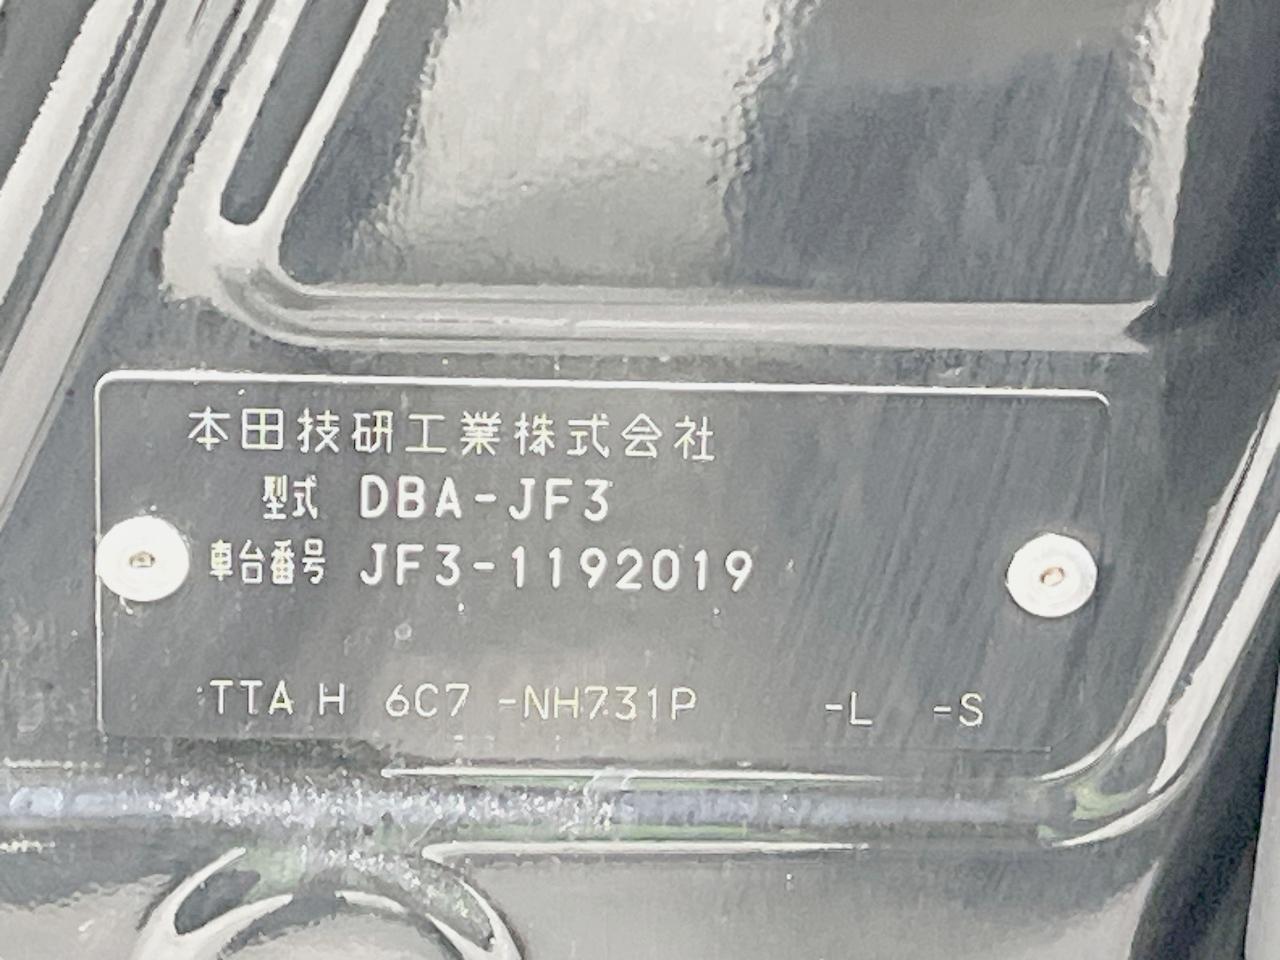 本田技研工業株式会社
型式 DBA-JF3
車台番号 JF3-1192019
TTA H 6C7 -NH731P -L -S